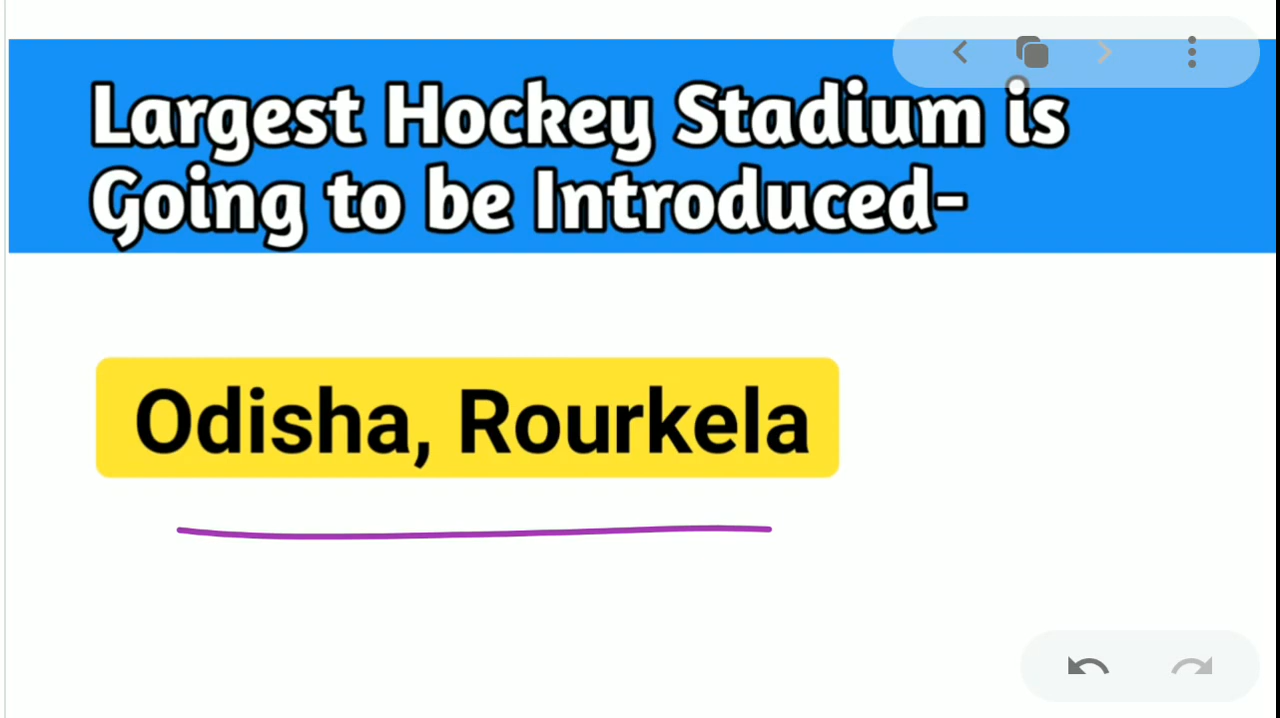 Largest Hockey Stadium is
Going to be Introduced-
Odisha, Rourkela